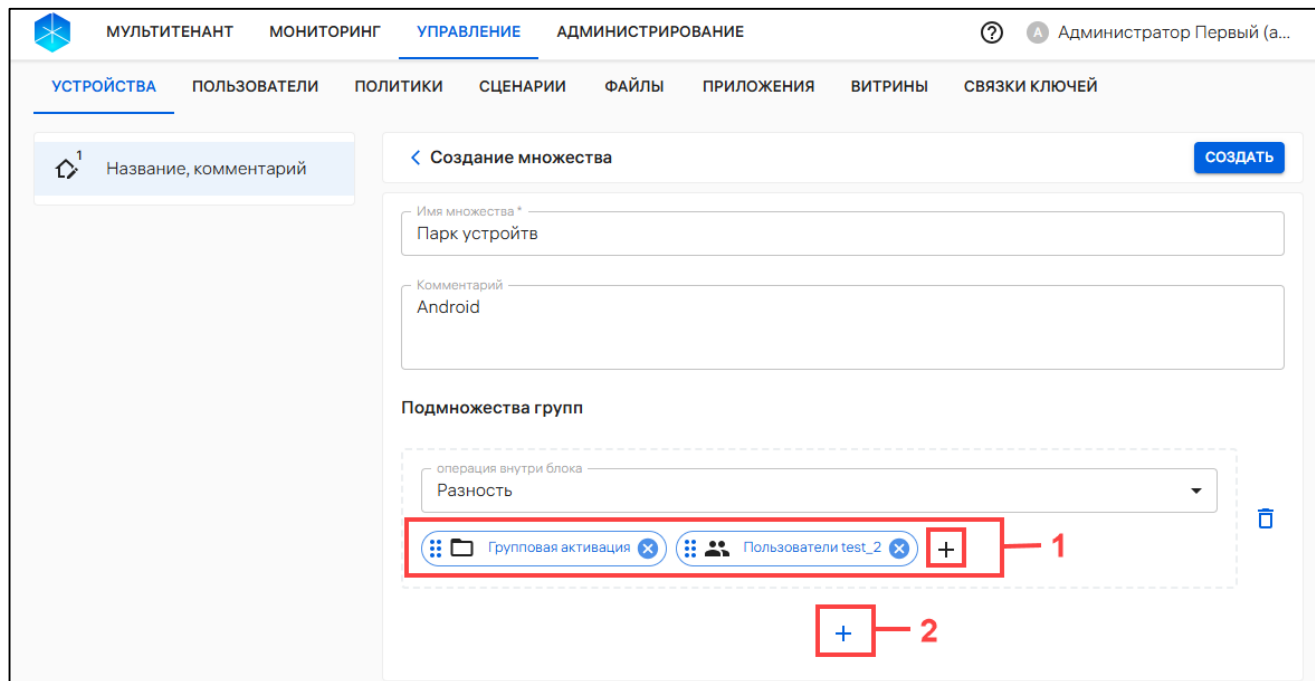 МУЛЬТИТЕНАНТ МОНИТОРИНГ УПРАВЛЕНИЕ АДМИНИСТРИРОВАНИЕ ? А Администратор Первый (а...
УСТРОЙСТВА ПОЛЬЗОВАТЕЛИ ПОЛИТИКИ СЦЕНАРИИ ФАЙЛЫ ПРИЛОЖЕНИЯ ВИТРИНЫ СВЯЗКИ КЛЮЧЕЙ
1 Название, комментарий
Создание множества СОЗДАТЬ
Имя множества *
Парк устройтв
Комментарий
Android
Подмножества групп
операция внутри блока
Разность
Групповая активация Пользователи test_2 + 1
+ 2